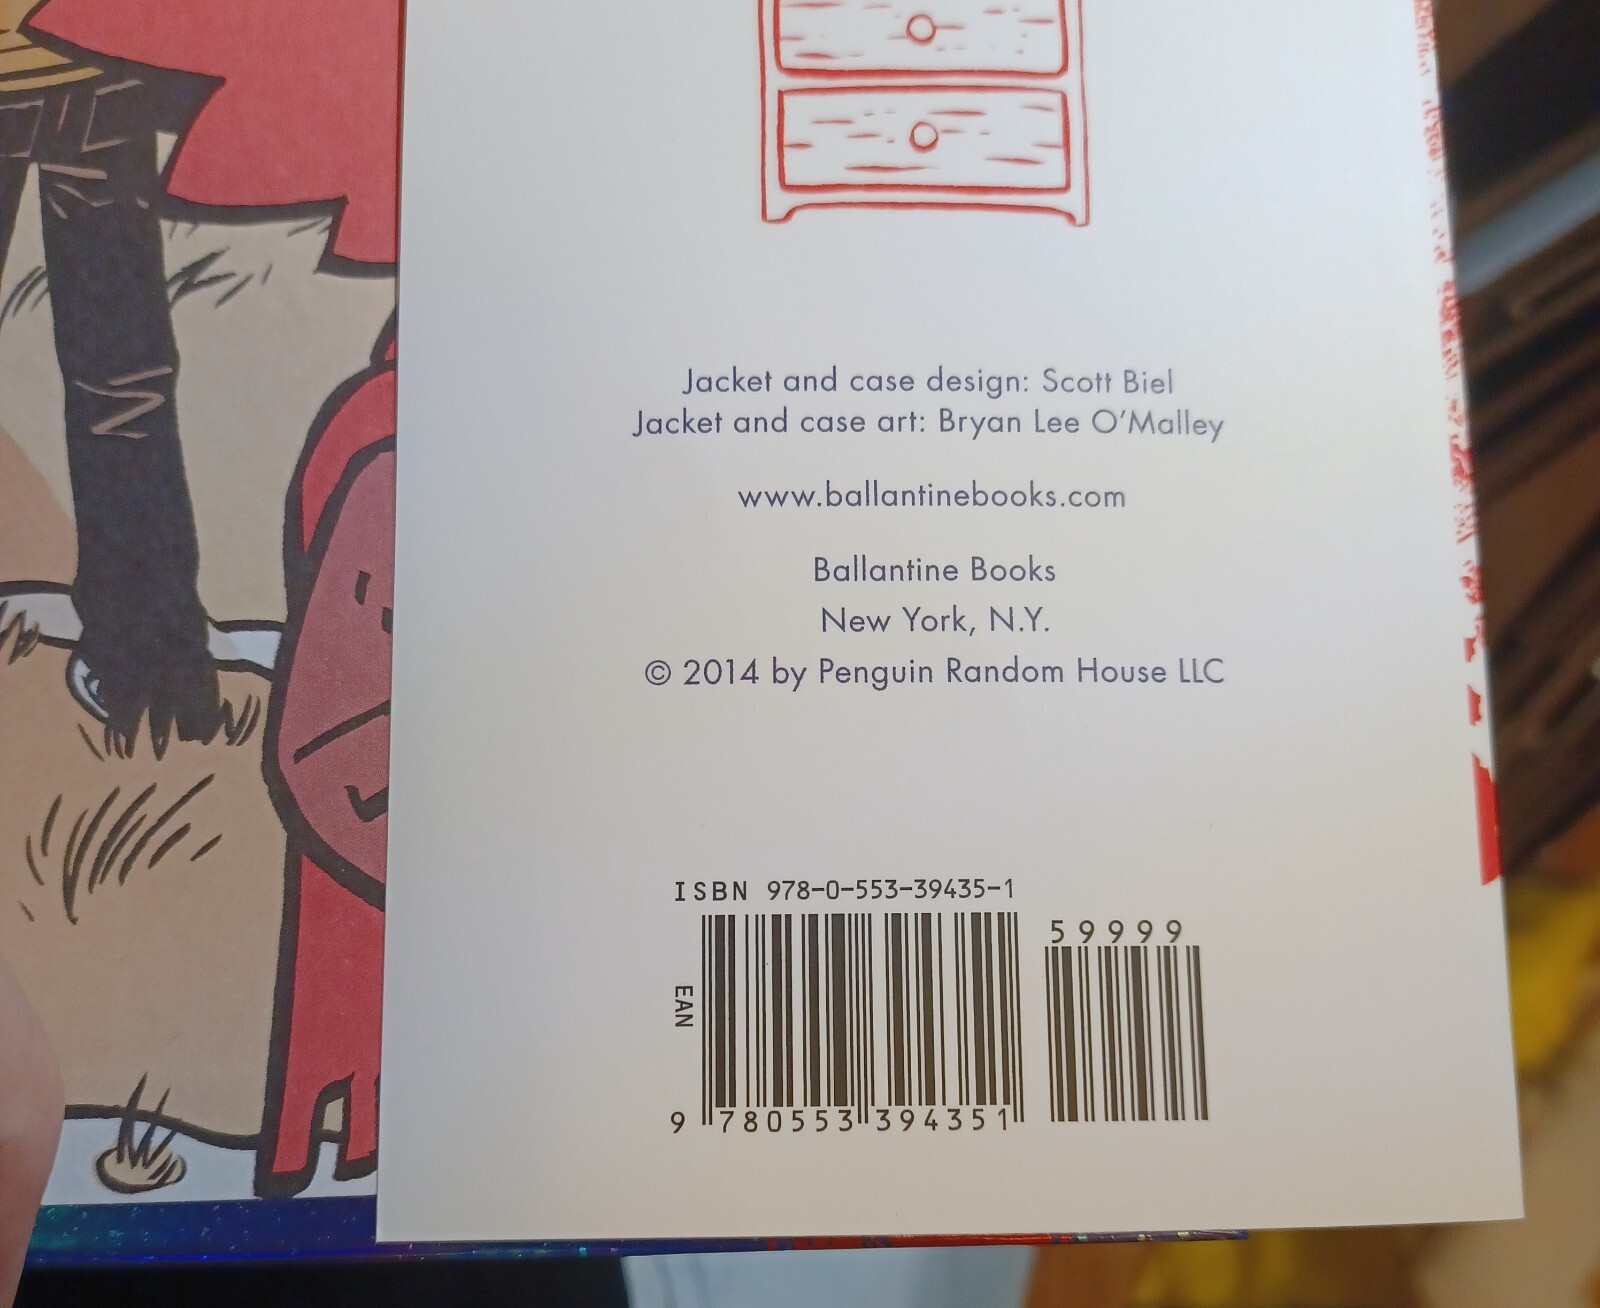 Jacket and case design: Scott Biel
Jacket and case art: Bryan Lee O'Malley
www.ballantinebooks.com
Ballantine Books
New York, N.Y.
© 2014 by Penguin Random House LLC
ISBN 978-0-553-39435-1
59999
EAN
9 780553 394351